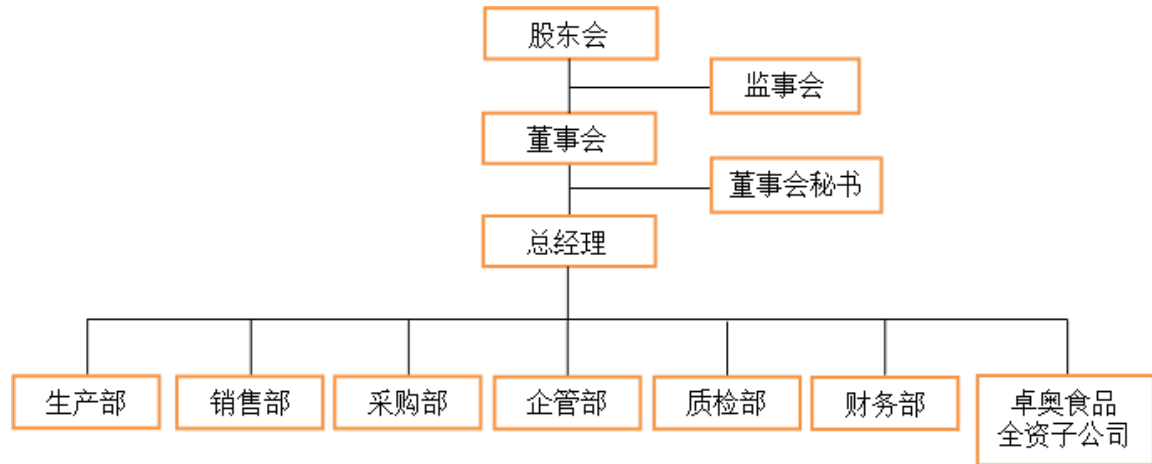 股东会
监事会
董事会
董事会秘书
总经理
生产部
销售部
采购部
企管部
质检部
财务部
卓奥食品
全资子公司